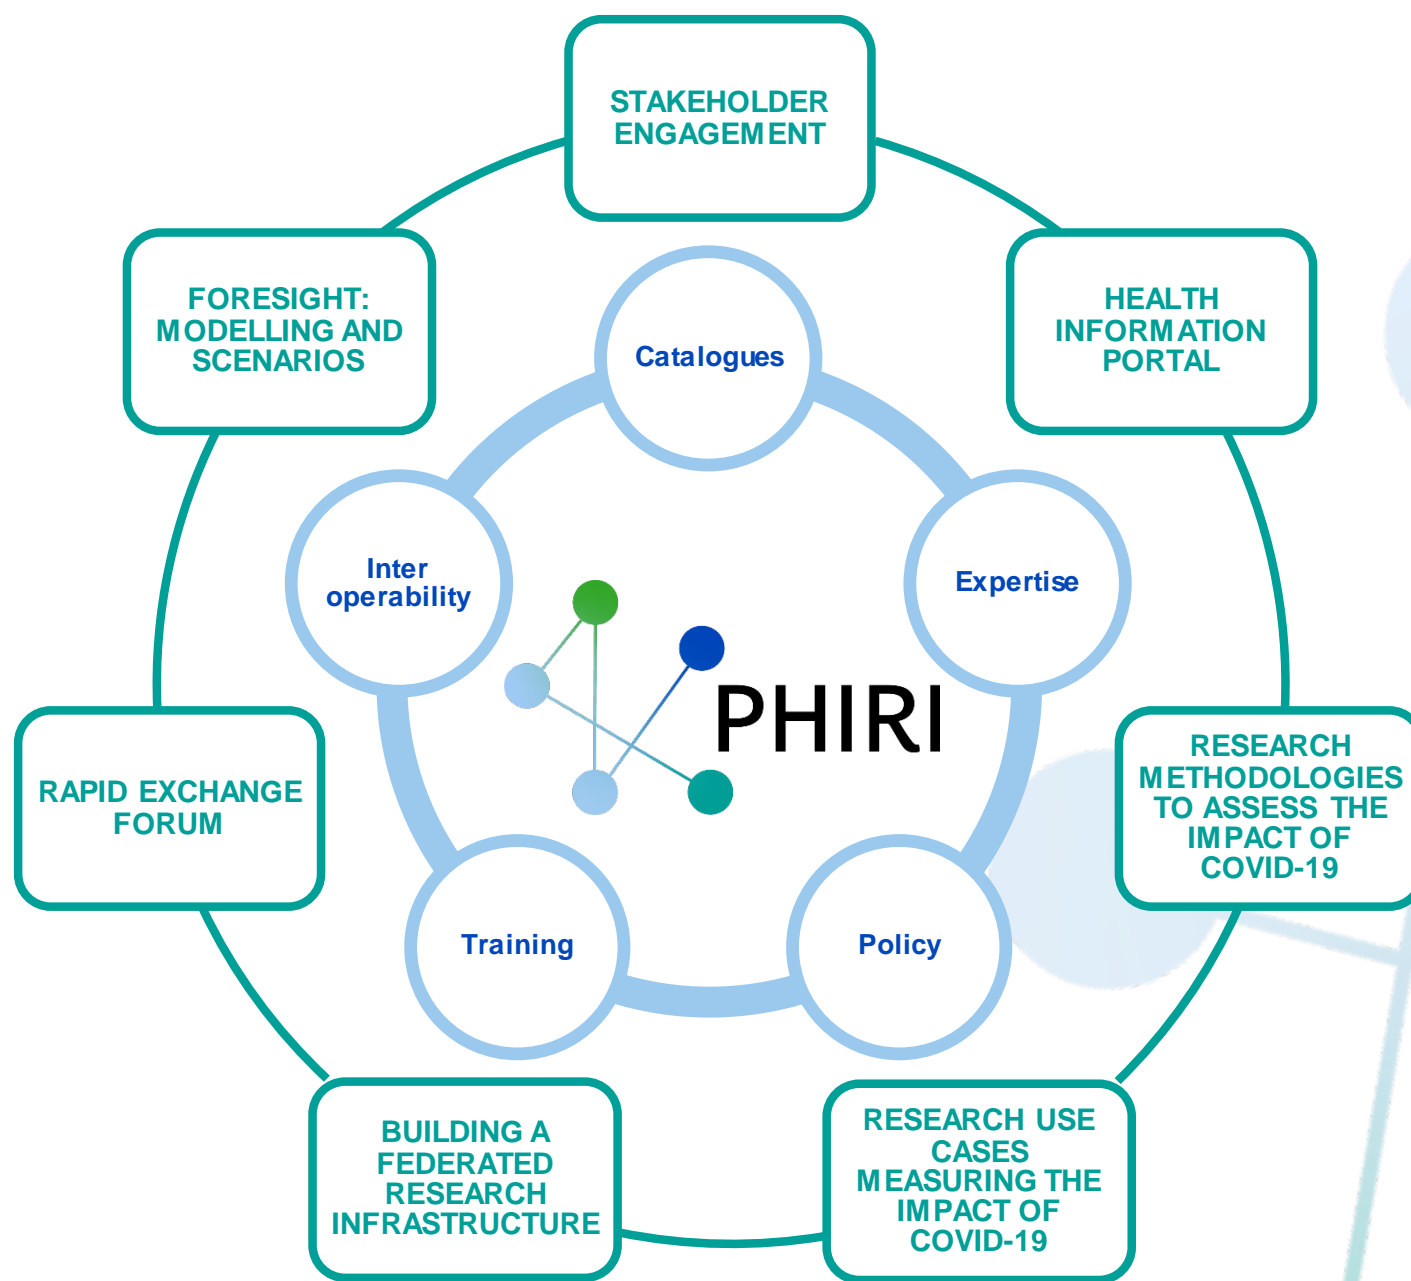 STAKEHOLDER
ENGAGEMENT
FORESIGHT:
MODELLING AND
SCENARIOS
HEALTH
INFORMATION
PORTAL
Catalogues
Inter
operability
Expertise
PHIRI
RAPID EXCHANGE
FORUM
RESEARCH
METHODOLOGIES
TO ASSESS THE
IMPACT OF
COVID-19
Training
Policy
BUILDING A
FEDERATED
RESEARCH
INFRASTRUCTURE
RESEARCH USE
CASES
MEASURING THE
IMPACT OF
COVID-19